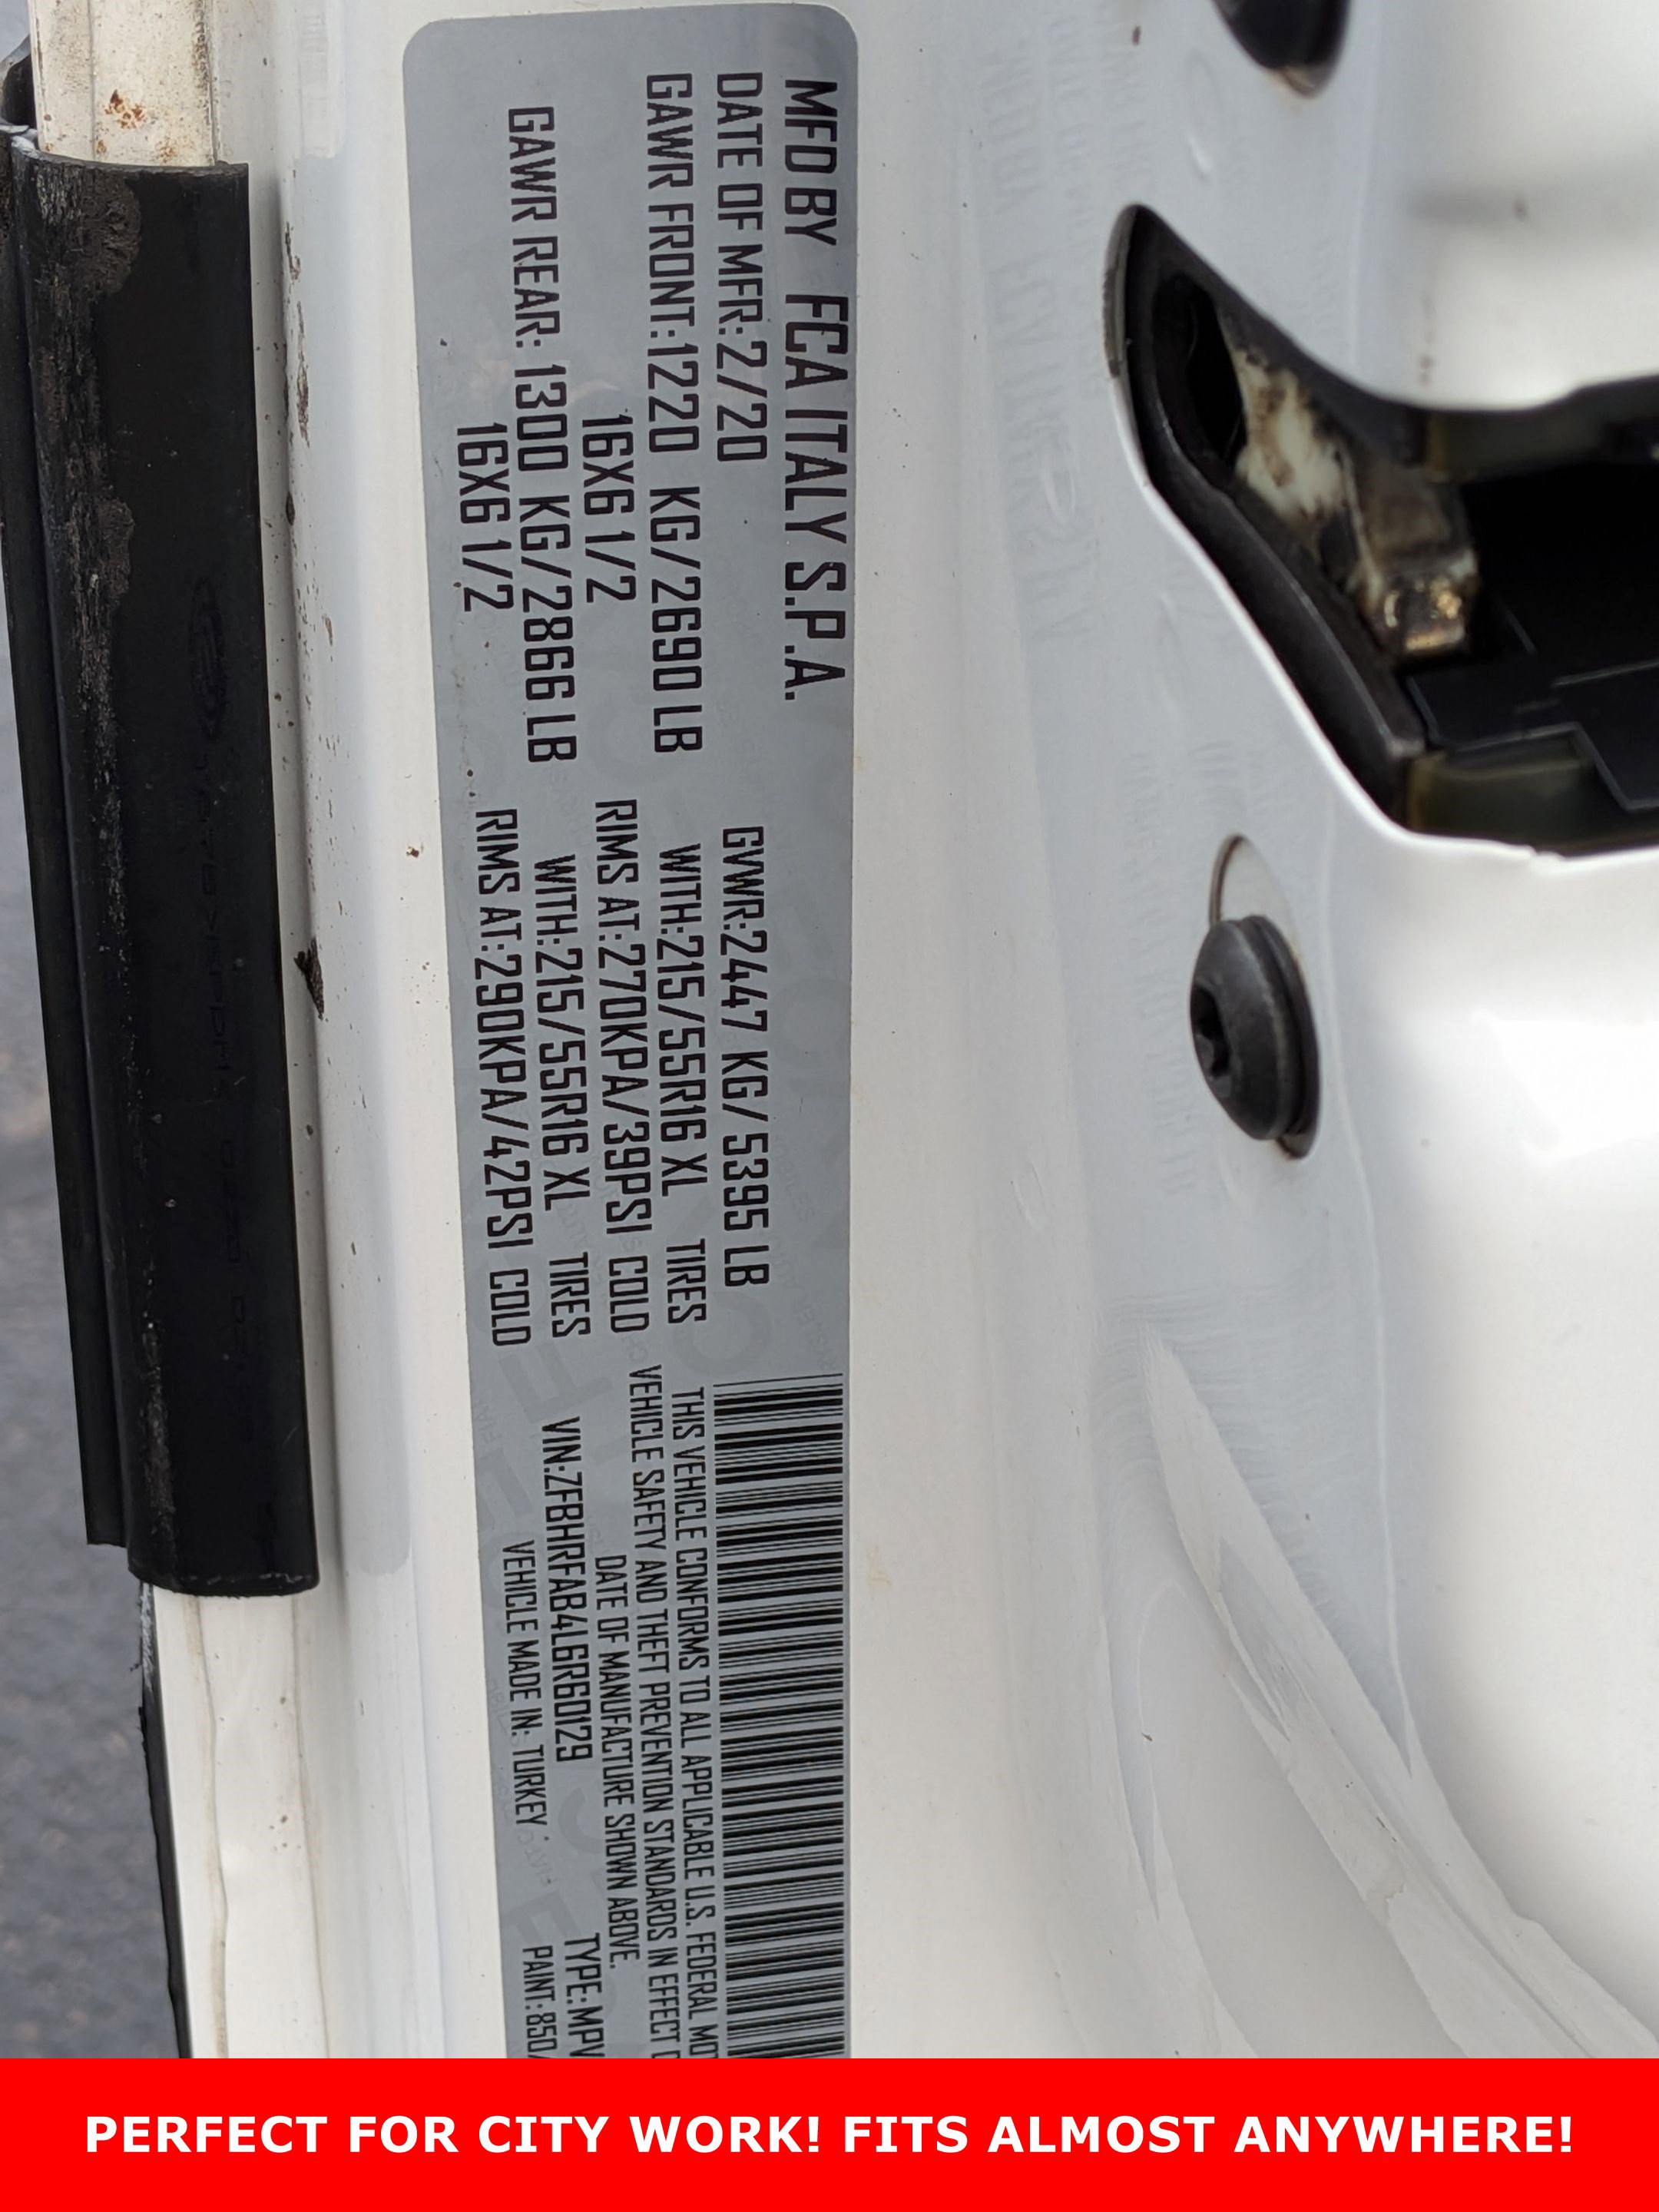 MFD BY FCA ITALY S.P.A.
DATE OF MFR:2/20 GVWR:2447 KG/5395 LB
GAWR FRONT:1220 KG/2690 LB WITH:215/55R16 XL TIRES
16X6 1/2 RIMS AT:270KPA/39PSI COLD
GAWR REAR: 1300 KG/2866 LB WITH:215/55R16 XL TIRES
16X6 1/2 RIMS AT:290KPA/42PSI COLD
THIS VEHICLE CONFORMS TO ALL APPLICABLE U.S. FEDERAL MOT
VEHICLE SAFETY AND THEFT PREVENTION STANDARDS IN EFFECT
DATE OF MANUFACTURE SHOWN ABOVE.
VIN:ZFBHRFAB4L6R60129 TYPE:MPV
VEHICLE MADE IN: TURKEY PAINT:850
PERFECT FOR CITY WORK! FITS ALMOST ANYWHERE!